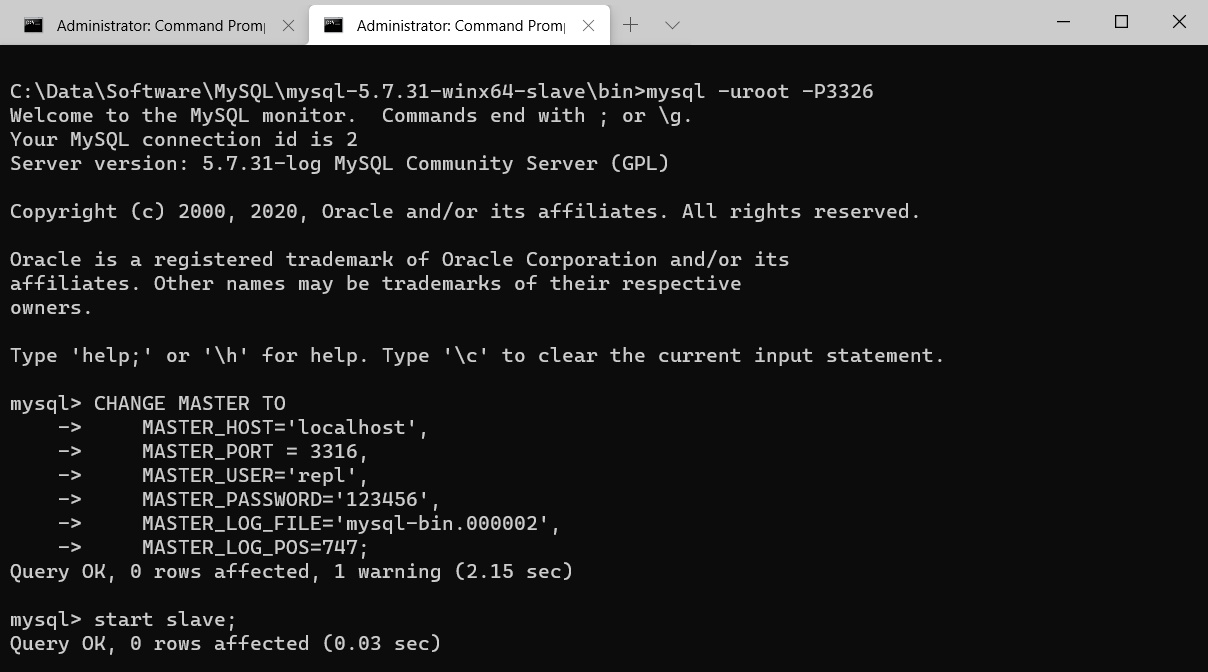 Administrator: Command Promp
Administrator: Command Promp
C:\Data\Software\MySQL\mysql-5.7.31-winx64-slave\bin>mysql -uroot -P3326
Welcome to the MySQL monitor.  Commands end with ; or \g.
Your MySQL connection id is 2
Server version: 5.7.31-log MySQL Community Server (GPL)
Copyright (c) 2000, 2020, Oracle and/or its affiliates. All rights reserved.
Oracle is a registered trademark of Oracle Corporation and/or its
affiliates. Other names may be trademarks of their respective
owners.
Type 'help;' or '\h' for help. Type '\c' to clear the current input statement.
mysql> CHANGE MASTER TO
    ->     MASTER_HOST='localhost',
    ->     MASTER_PORT = 3316,
    ->     MASTER_USER='repl',
    ->     MASTER_PASSWORD='123456',
    ->     MASTER_LOG_FILE='mysql-bin.000002',
    ->     MASTER_LOG_POS=747;
Query OK, 0 rows affected, 1 warning (2.15 sec)
mysql> start slave;
Query OK, 0 rows affected (0.03 sec)